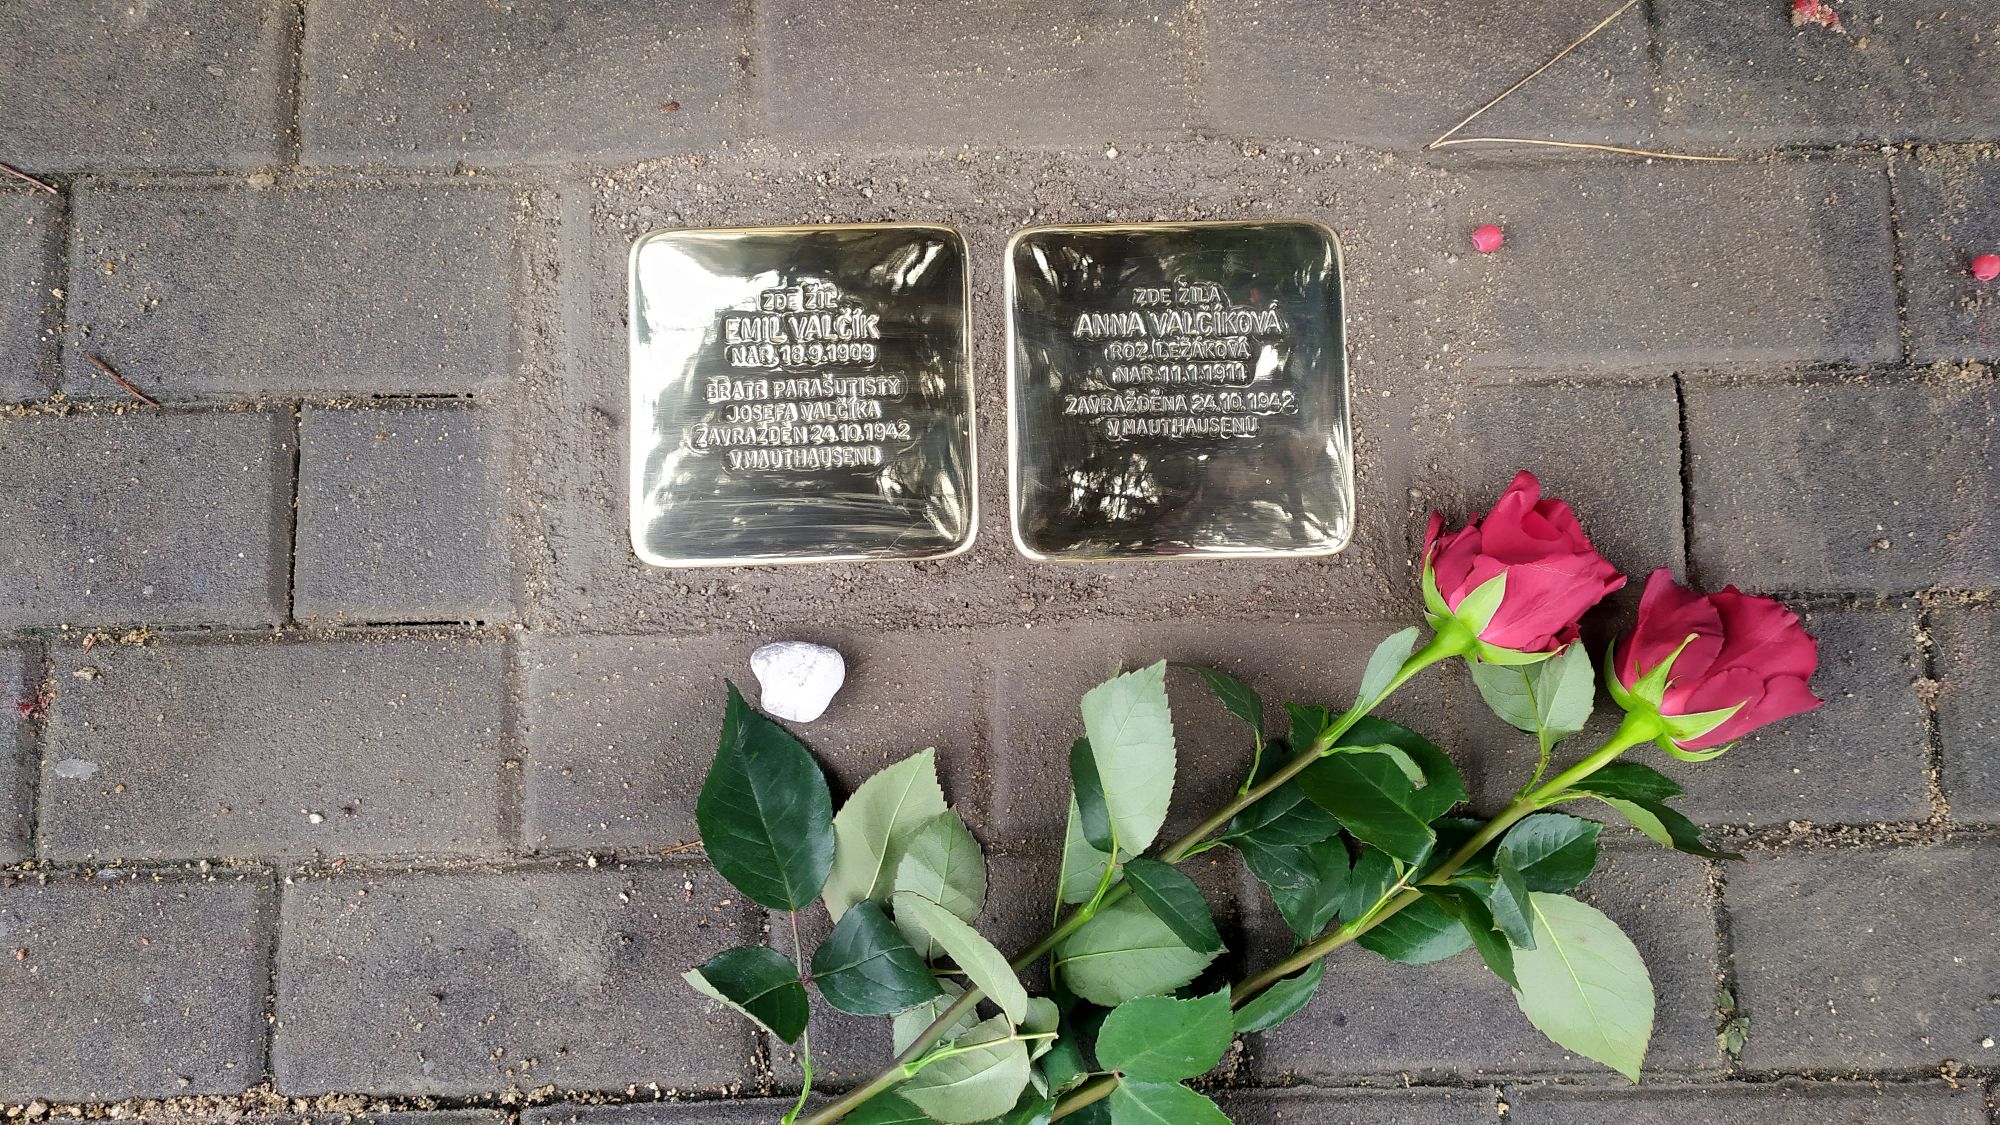 ZDE ŽIL
EMIL VALČÍK
NAR. 18.9.1909
BRATR PARAŠUTISTY
JOSEFA VALČÍKA
ZAVRAŽDĚN 24.10.1942
V MAUTHAUSENU
ZDE ŽILA
ANNA VALČÍKOVÁ
ROZ. LEŽÁKOVÁ
NAR. 11.1.1911
ZAVRAŽDĚNA 24.10.1942
V MAUTHAUSENU